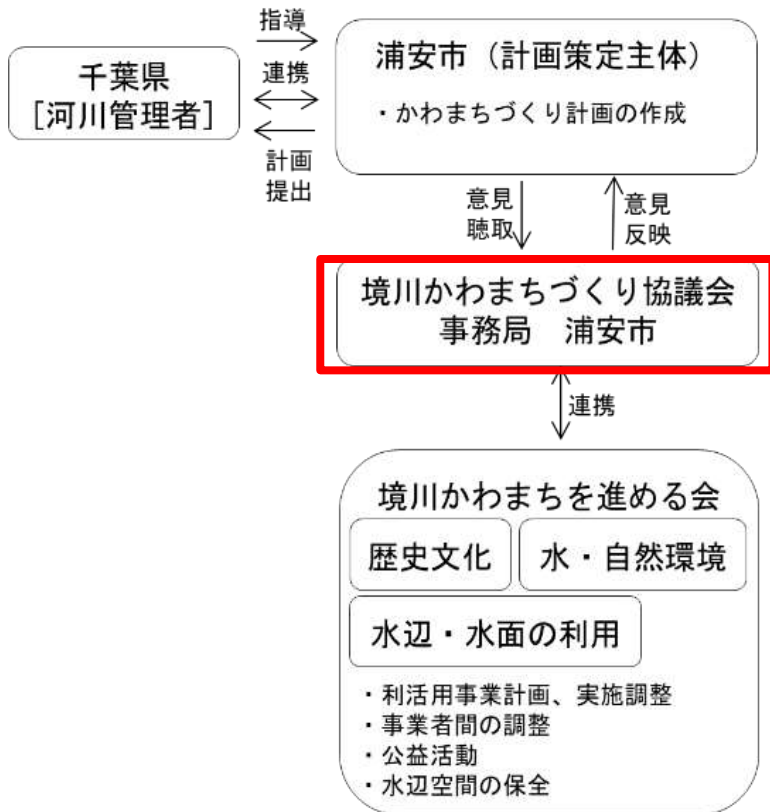 千葉県
[河川管理者]
指導
連携
計画
提出
浦安市（計画策定主体）
・かわまちづくり計画の作成
意見
聴取
意見
反映
境川かわまちづくり協議会
事務局　浦安市
連携
境川かわまちを進める会
歴史文化
水・自然環境
水辺・水面の利用
・利活用事業計画、実施調整
・事業者間の調整
・公益活動
・水辺空間の保全